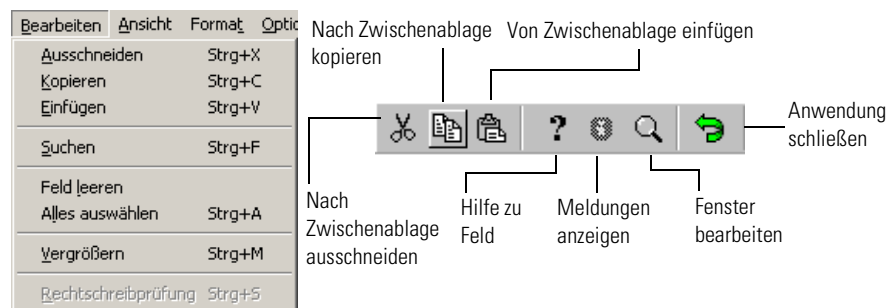 Bearbeiten Ansicht Format Optio
Ausschneiden Strg+X
Kopieren Strg+C
Einfügen Strg+V
Suchen Strg+F
Feld leeren
Alles auswählen Strg+A
Vergrößern Strg+M
Rechtschreibprüfung Strg+S
Nach Zwischenablage
kopieren
Von Zwischenablage einfügen
Anwendung
schließen
Nach
Zwischenablage
ausschneiden
Hilfe zu
Feld
Meldungen
anzeigen
Fenster
bearbeiten